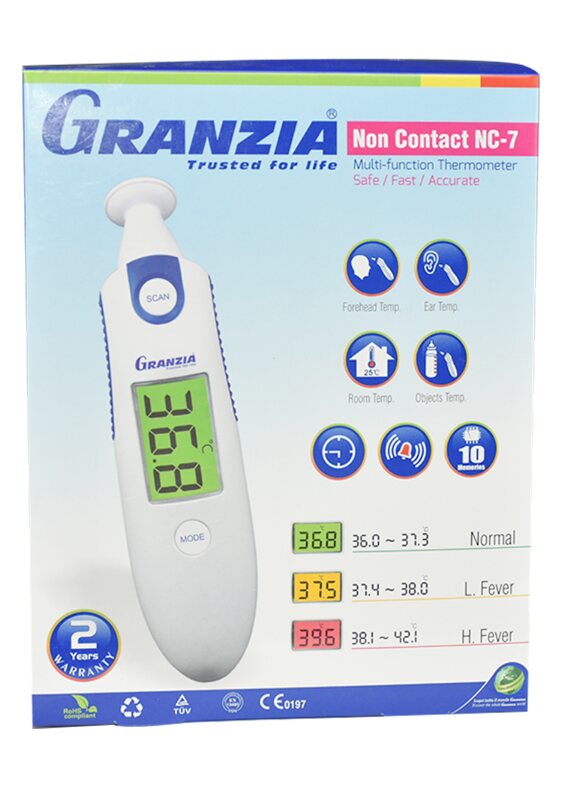 GRANZIA®
Trusted for life
Non Contact NC-7
Multi-function Thermometer
Safe / Fast / Accurate
Forehead Temp.
Ear Temp.
25℃
Room Temp.
Objects Temp.
10
Memories
SCAN
GRANZIA
Trusted for life
36.8
°C
MODE
36.8 36.0 ~ 37.3 °C Normal
37.5 37.4 ~ 38.0 °C L. Fever
39.6 38.1 ~ 42.1 °C H. Fever
2
Years
WARRANTY
RoHS
compliant
TÜV
CE0197